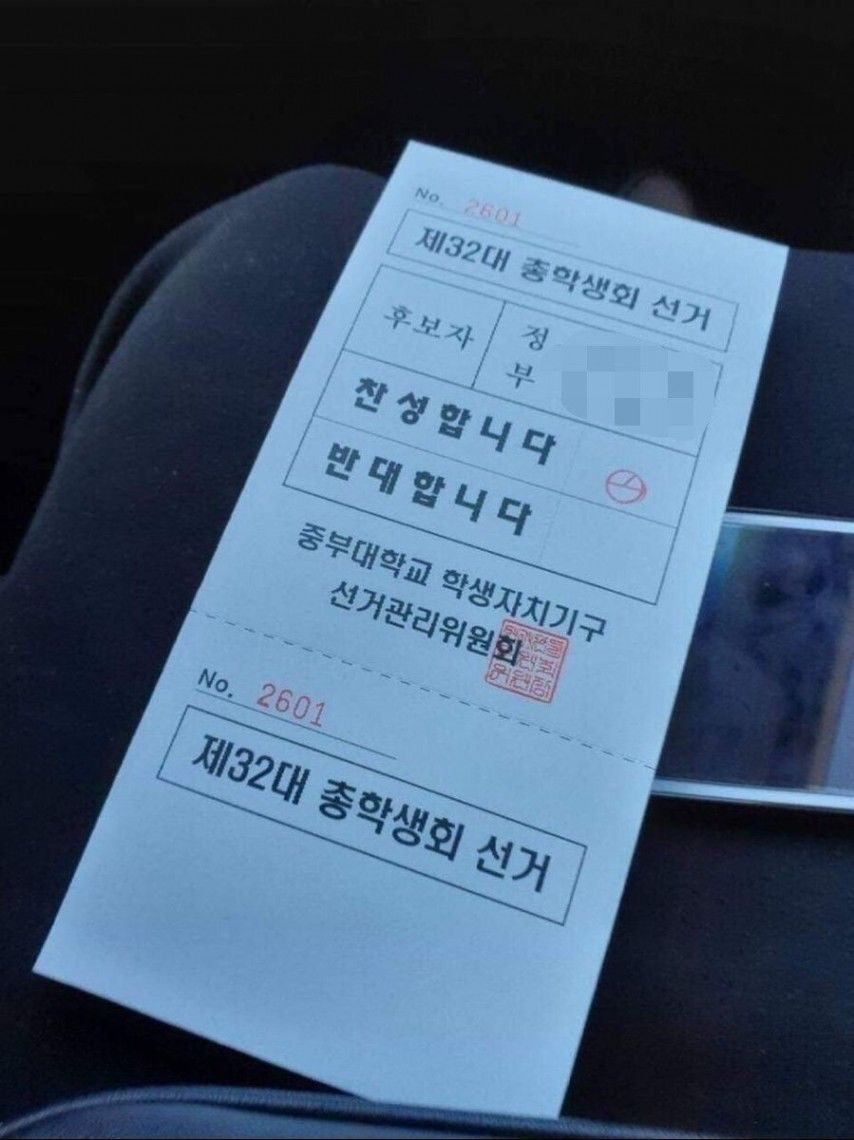 No. 2601
제32대 총학생회 선거
후보자
정
부
찬성합니다
반대합니다
중부대학교 학생자치기구
선거관리위원회
No. 2601
제32대 총학생회 선거